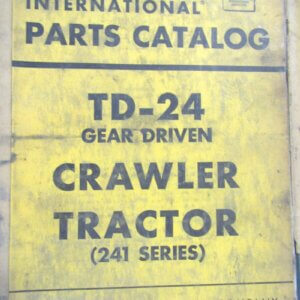 INTERNATIONAL®
PARTS CATALOG
TD-24
GEAR DRIVEN
CRAWLER
TRACTOR
(241 SERIES)